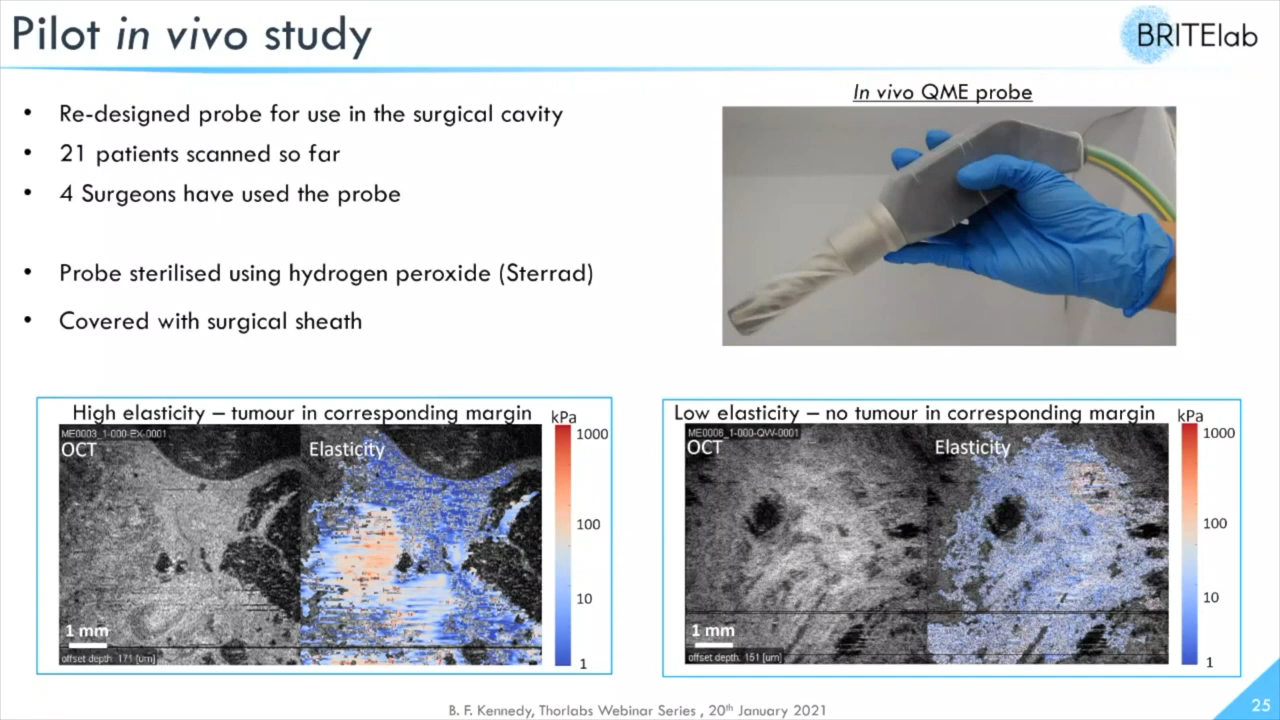 Pilot in vivo study
BRITElab
• Re-designed probe for use in the surgical cavity
• 21 patients scanned so far
• 4 Surgeons have used the probe
• Probe sterilised using hydrogen peroxide (Sterrad)
• Covered with surgical sheath
In vivo QME probe
High elasticity – tumour in corresponding margin
kPa
ME0003_1-000-EX-0001
OCT
Elasticity
1000
100
10
1
1 mm
offset depth: 171 [um]
Low elasticity – no tumour in corresponding margin
kPa
ME0006_1-000-QW-0001
OCT
Elasticity
1000
100
10
1
1 mm
offset depth: 151 [um]
B. F. Kennedy, Thorlabs Webinar Series , 20th January 2021
25